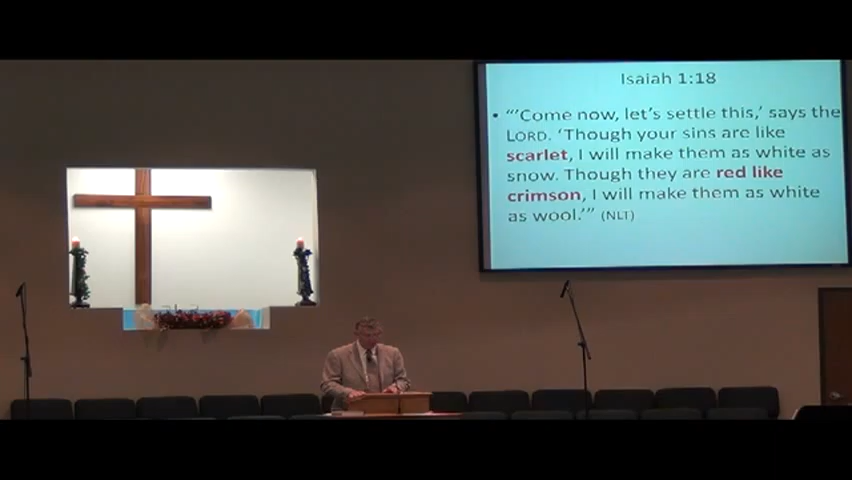 Isaiah 1:18
• "'Come now, let's settle this,' says the
LORD. 'Though your sins are like
scarlet, I will make them as white as
snow. Though they are red like
crimson, I will make them as white
as wool.'" (NLT)